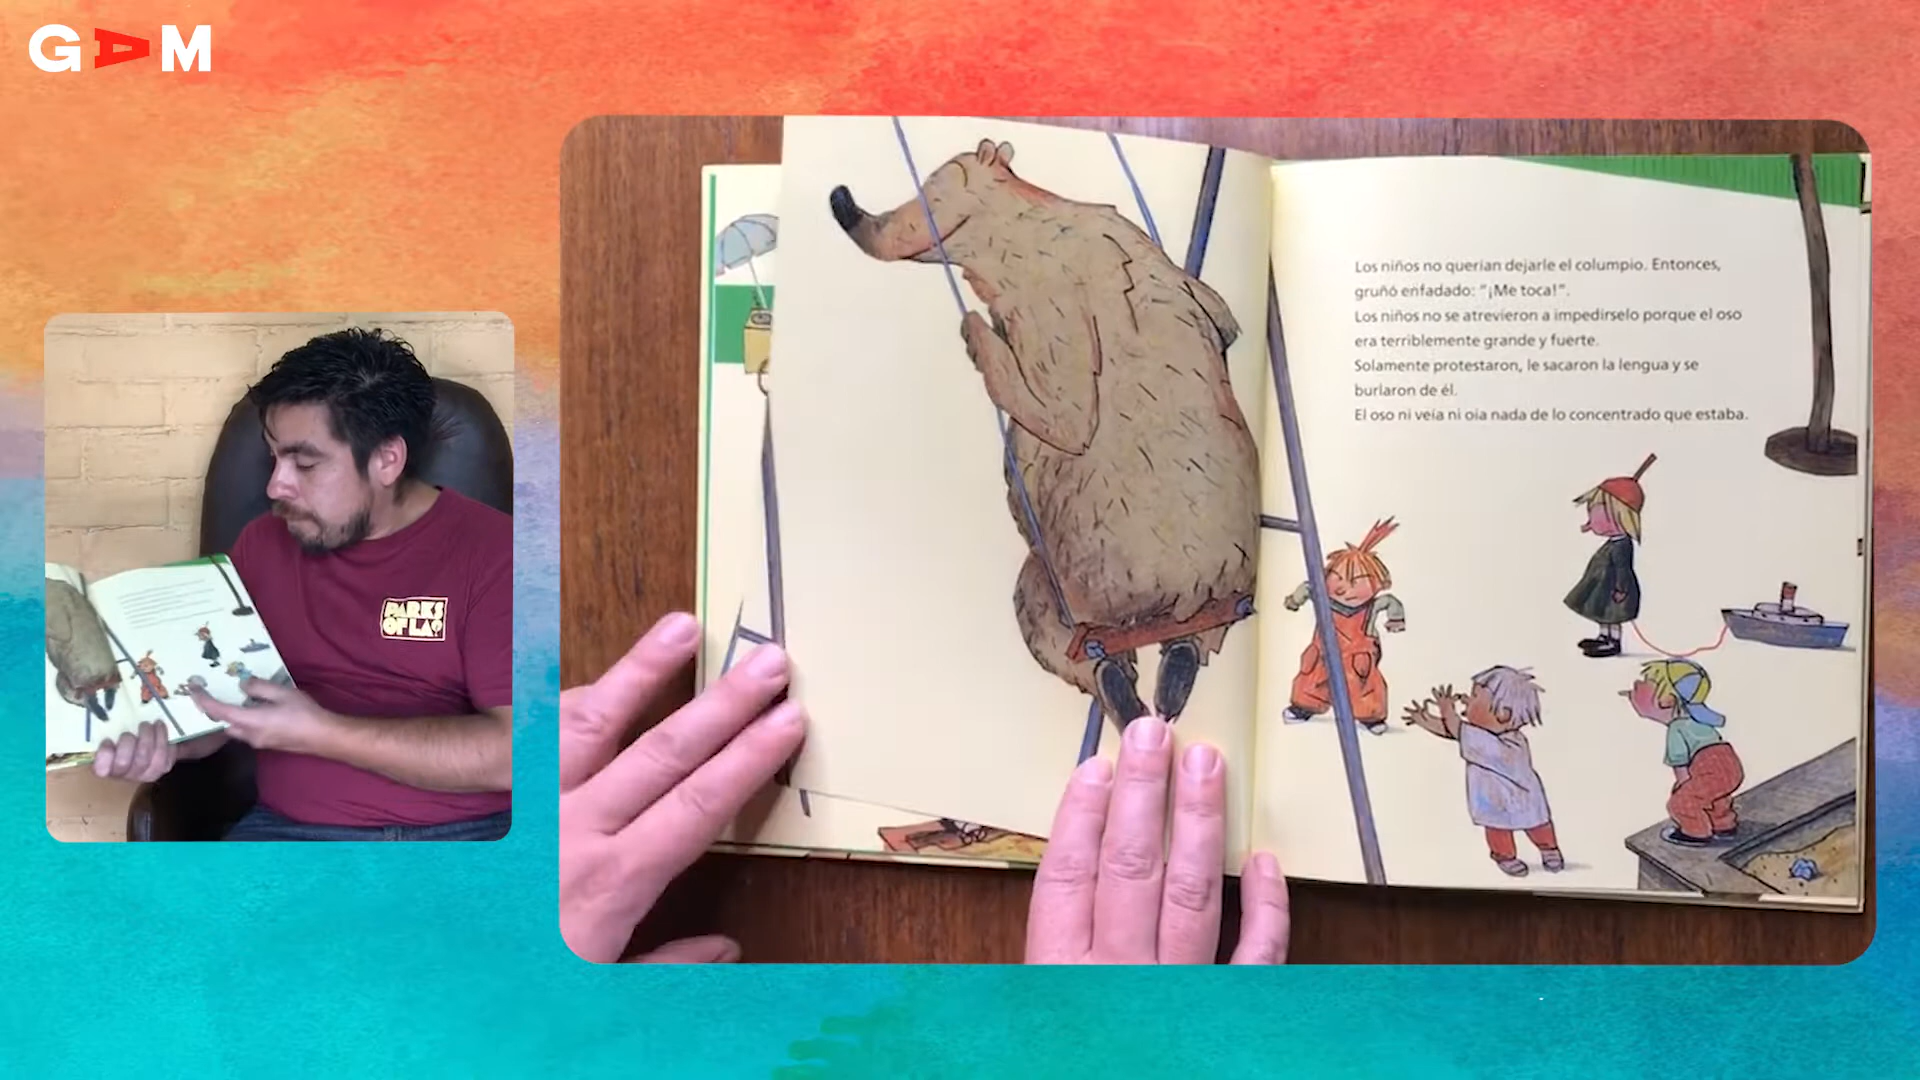 GAM
Los niños no querían dejarle el columpio. Entonces,
gruñó enfadado: “¡Me toca!”.
Los niños no se atrevieron a impedírselo porque el oso
era terriblemente grande y fuerte.
Solamente protestaron, le sacaron la lengua y se
burlaron de él.
El oso ni veía ni oía nada de lo concentrado que estaba.
PARKS
OF LA